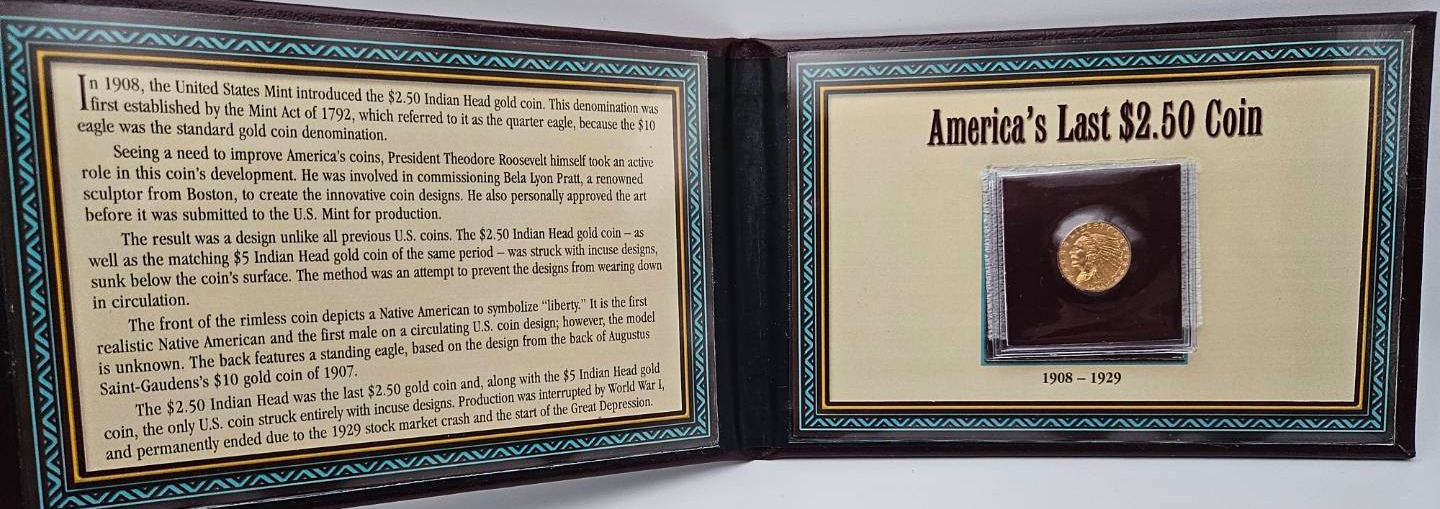 In 1908, the United States Mint introduced the $2.50 Indian Head gold coin. This denomination was
first established by the Mint Act of 1792, which referred to it as the quarter eagle, because the $10
eagle was the standard gold coin denomination.
Seeing a need to improve America's coins, President Theodore Roosevelt himself took an active
role in this coin's development. He was involved in commissioning Bela Lyon Pratt, a renowned
sculptor from Boston, to create the innovative coin designs. He also personally approved the art
before it was submitted to the U.S. Mint for production.
The result was a design unlike all previous U.S. coins. The $2.50 Indian Head gold coin – as
well as the matching $5 Indian Head gold coin of the same period – was struck with incuse designs,
sunk below the coin's surface. The method was an attempt to prevent the designs from wearing down
in circulation.
The front of the rimless coin depicts a Native American to symbolize “liberty.” It is the first
realistic Native American and the first male on a circulating U.S. coin design; however, the model
is unknown. The back features a standing eagle, based on the design from the back of Augustus
Saint-Gaudens's $10 gold coin of 1907.
The $2.50 Indian Head was the last $2.50 gold coin and, along with the $5 Indian Head gold
coin, the only U.S. coin struck entirely with incuse designs. Production was interrupted by World War I,
and permanently ended due to the 1929 stock market crash and the start of the Great Depression.
America's Last $2.50 Coin
1908 – 1929